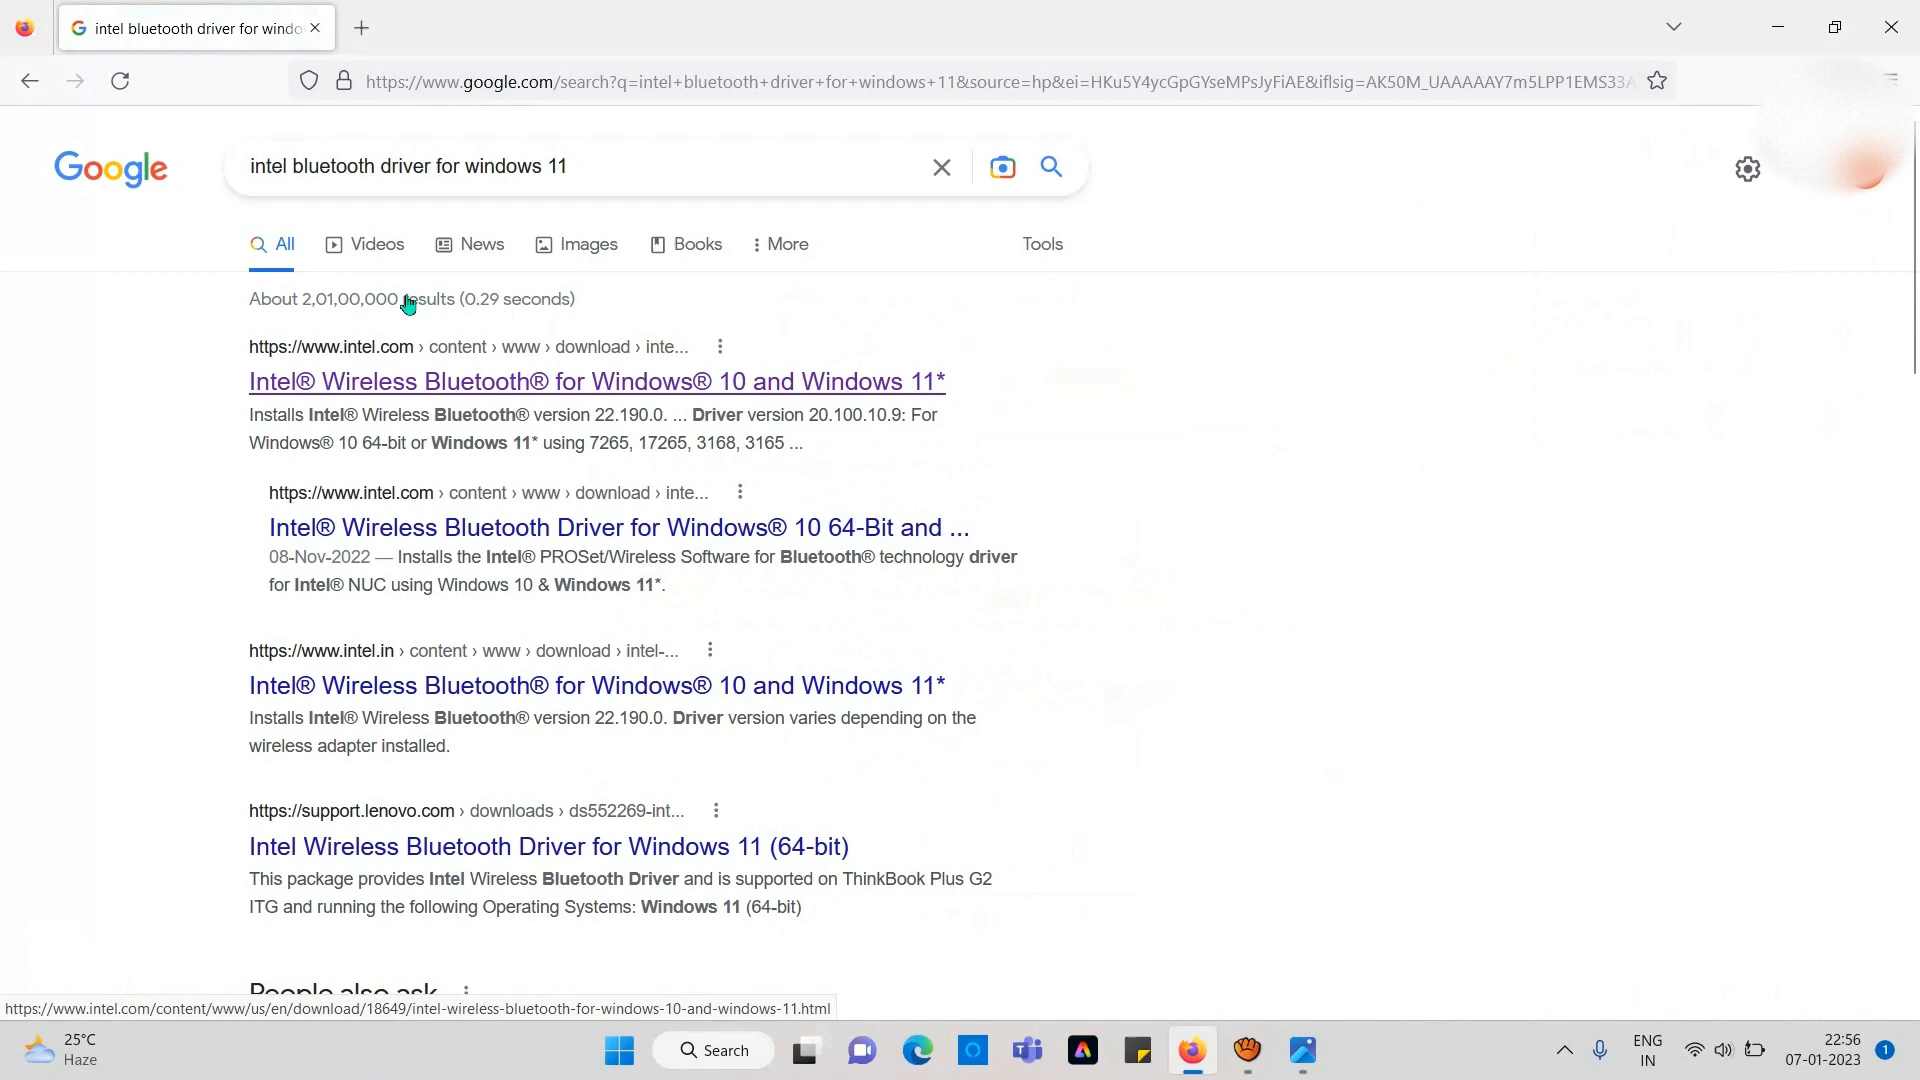 intel bluetooth driver for windo
https://www.google.com/search?q=intel+bluetooth+driver+for+windows+11&source=hp&ei=HKu5Y4ycGpGYseMPsJyFiAE&iflsig=AK50M_UAAAAAY7m5LPP1EMS33A
Google
intel bluetooth driver for windows 11
All Videos News Images Books More Tools
About 2,01,00,000 results (0.29 seconds)
https://www.intel.com › content › www › download › inte...
Intel® Wireless Bluetooth® for Windows® 10 and Windows 11*
Installs Intel® Wireless Bluetooth® version 22.190.0. ... Driver version 20.100.10.9: For
Windows® 10 64-bit or Windows 11* using 7265, 17265, 3168, 3165 ...
https://www.intel.com › content › www › download › inte...
Intel® Wireless Bluetooth Driver for Windows® 10 64-Bit and ...
08-Nov-2022 — Installs the Intel® PROSet/Wireless Software for Bluetooth® technology driver
for Intel® NUC using Windows 10 & Windows 11*.
https://www.intel.in › content › www › download › intel-...
Intel® Wireless Bluetooth® for Windows® 10 and Windows 11*
Installs Intel® Wireless Bluetooth® version 22.190.0. Driver version varies depending on the
wireless adapter installed.
https://support.lenovo.com › downloads › ds552269-int...
Intel Wireless Bluetooth Driver for Windows 11 (64-bit)
This package provides Intel Wireless Bluetooth Driver and is supported on ThinkBook Plus G2
ITG and running the following Operating Systems: Windows 11 (64-bit)
People also ask
https://www.intel.com/content/www/us/en/download/18649/intel-wireless-bluetooth-for-windows-10-and-windows-11.html
25°C
Haze
Search
ENG
IN
22:56
07-01-2023
1